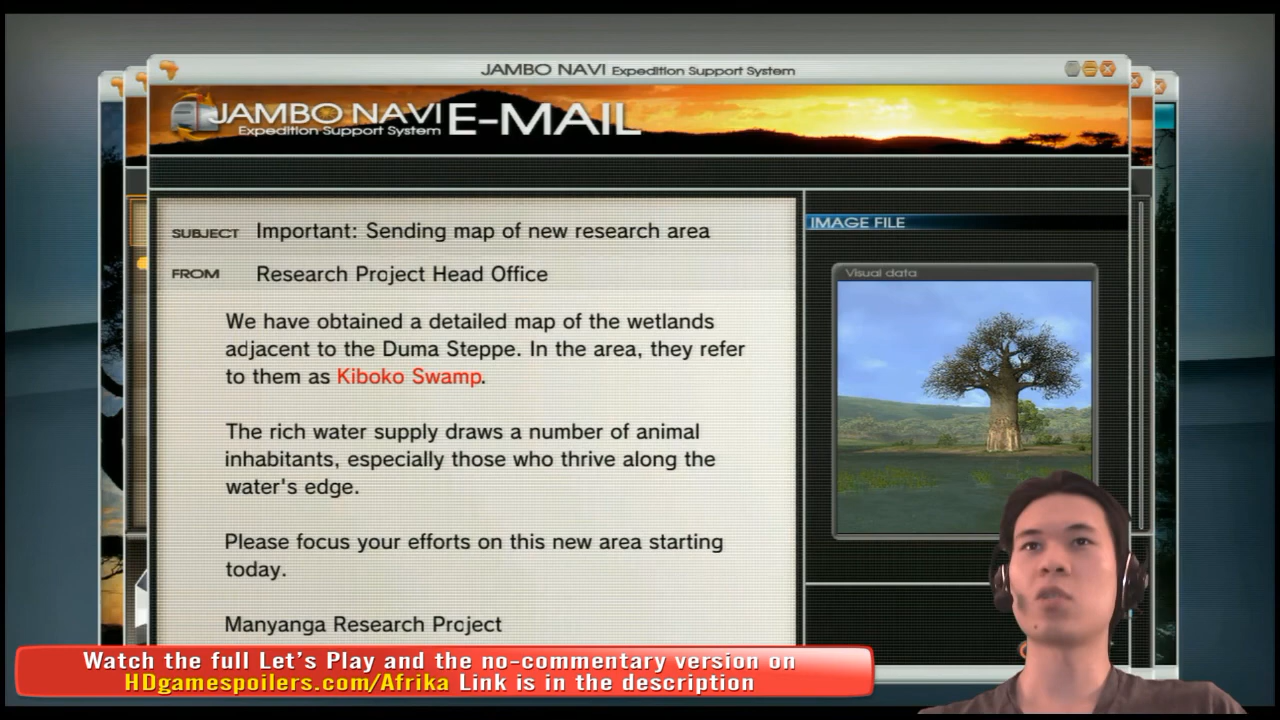 JAMBO NAVI Expedition Support System
JAMBO NAVI E-MAIL
Expedition Support System
SUBJECT Important: Sending map of new research area
FROM Research Project Head Office
We have obtained a detailed map of the wetlands
adjacent to the Duma Steppe. In the area, they refer
to them as Kiboko Swamp.
The rich water supply draws a number of animal
inhabitants, especially those who thrive along the
water's edge.
Please focus your efforts on this new area starting
today.
Manyanga Research Project
IMAGE FILE
Visual data
Watch the full Let's Play and the no-commentary version on
HDgamespoilers.com/Afrika Link is in the description